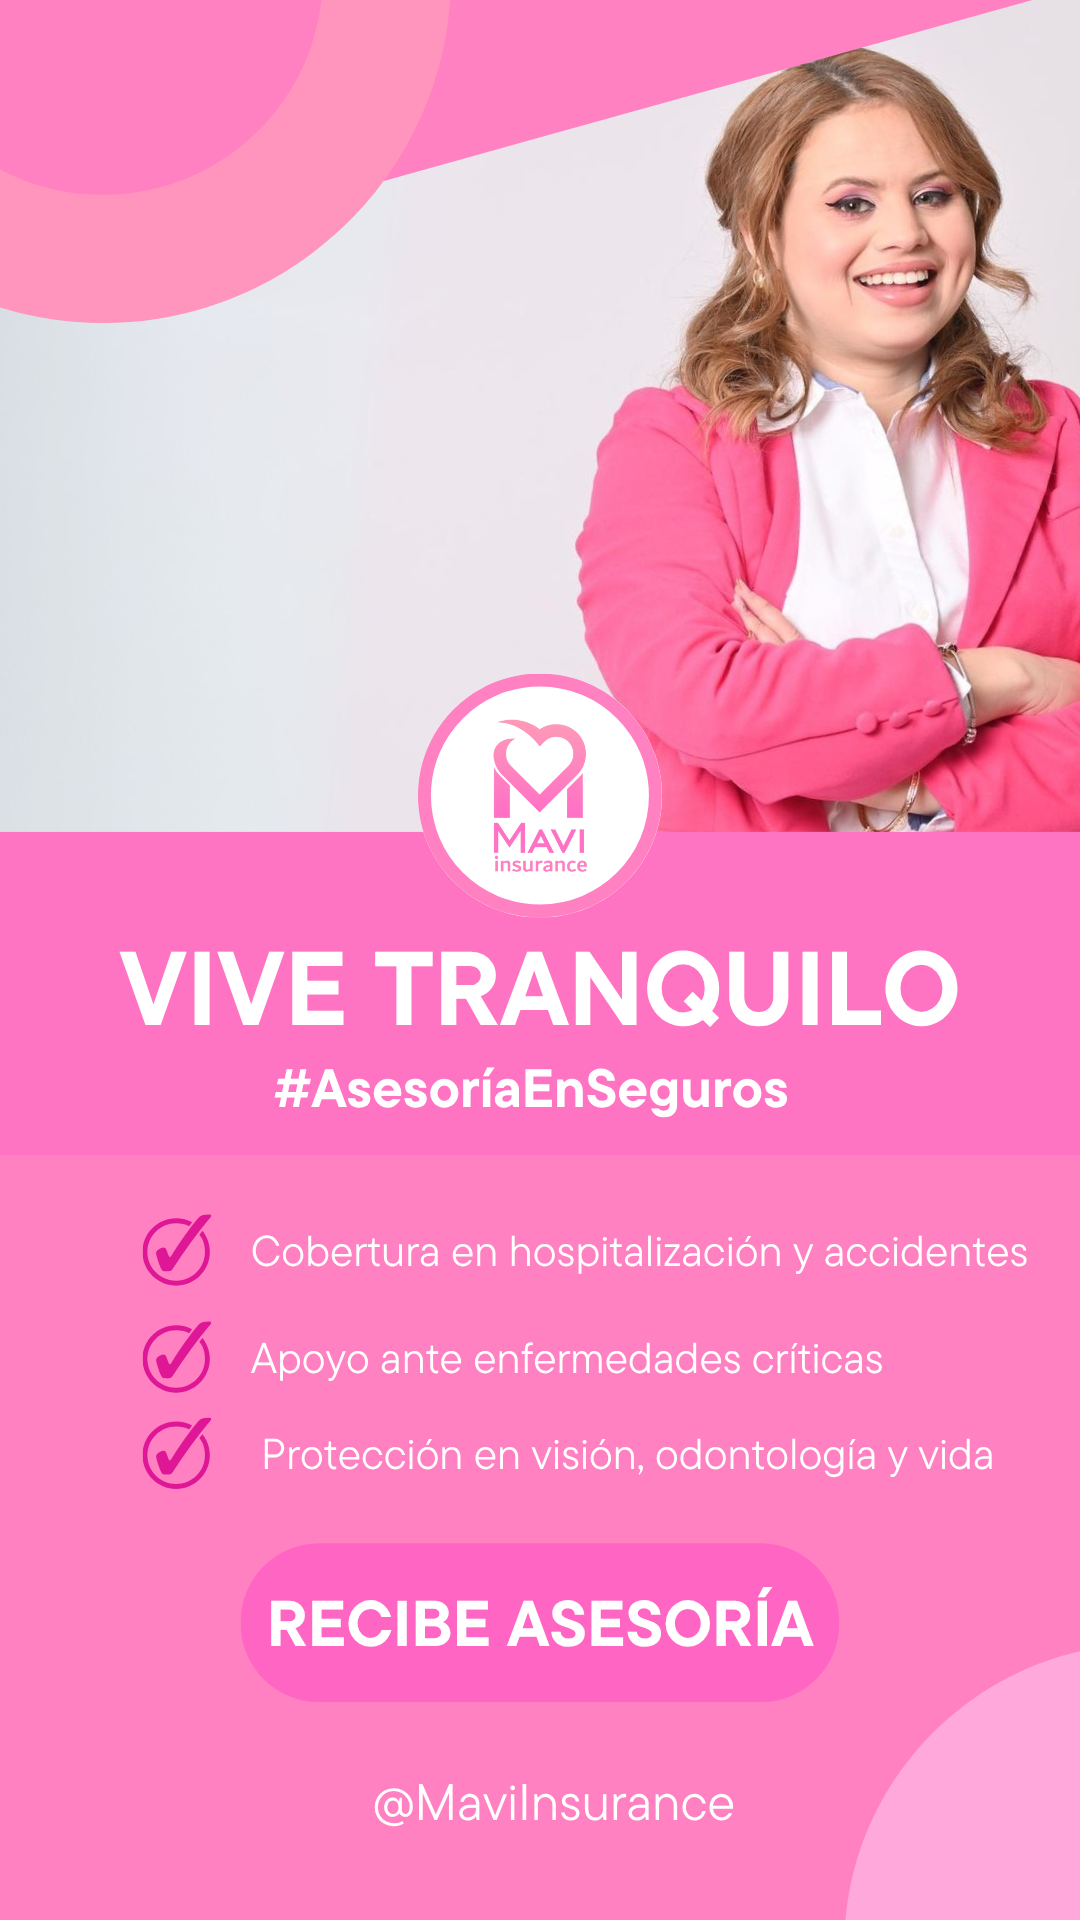 MAVI
insurance
VIVE TRANQUILO
#AsesoríaEnSeguros
Cobertura en hospitalización y accidentes
Apoyo ante enfermedades críticas
Protección en visión, odontología y vida
RECIBE ASESORÍA
@MaviInsurance